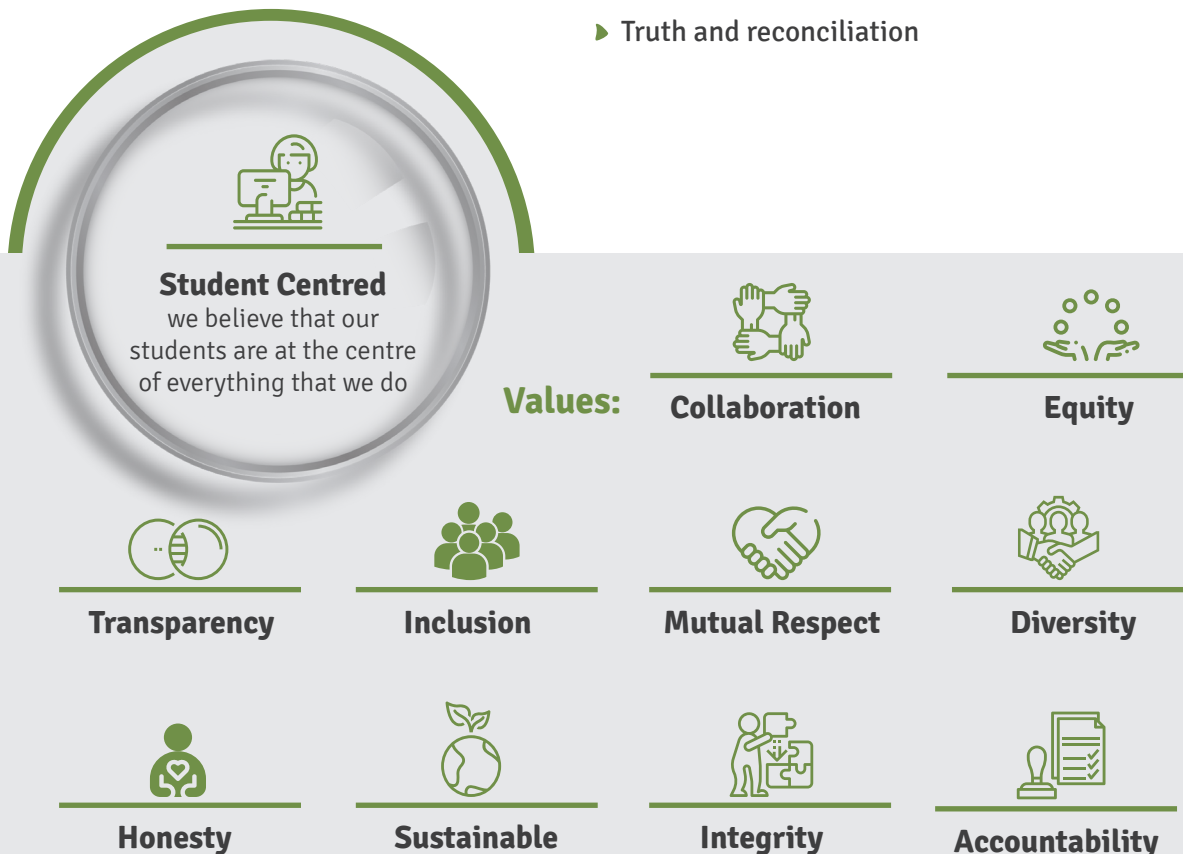 Truth and reconciliation
Student Centred
we believe that our
students are at the centre
of everything that we do
Values:
Collaboration
Equity
Transparency
Inclusion
Mutual Respect
Diversity
Honesty
Sustainable
Integrity
Accountability